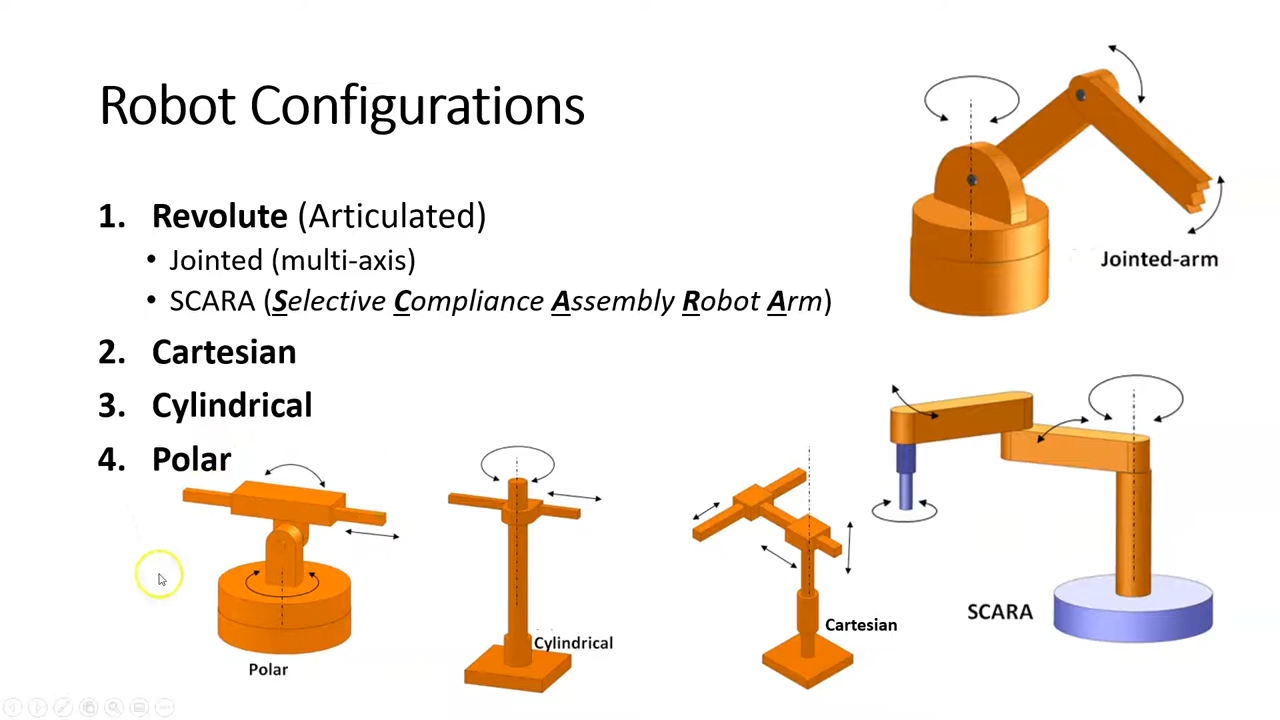 Robot Configurations
1. Revolute (Articulated)
• Jointed (multi-axis)
• SCARA (Selective Compliance Assembly Robot Arm)
2. Cartesian
3. Cylindrical
4. Polar
Jointed-arm
SCARA
Cartesian
Cylindrical
Polar